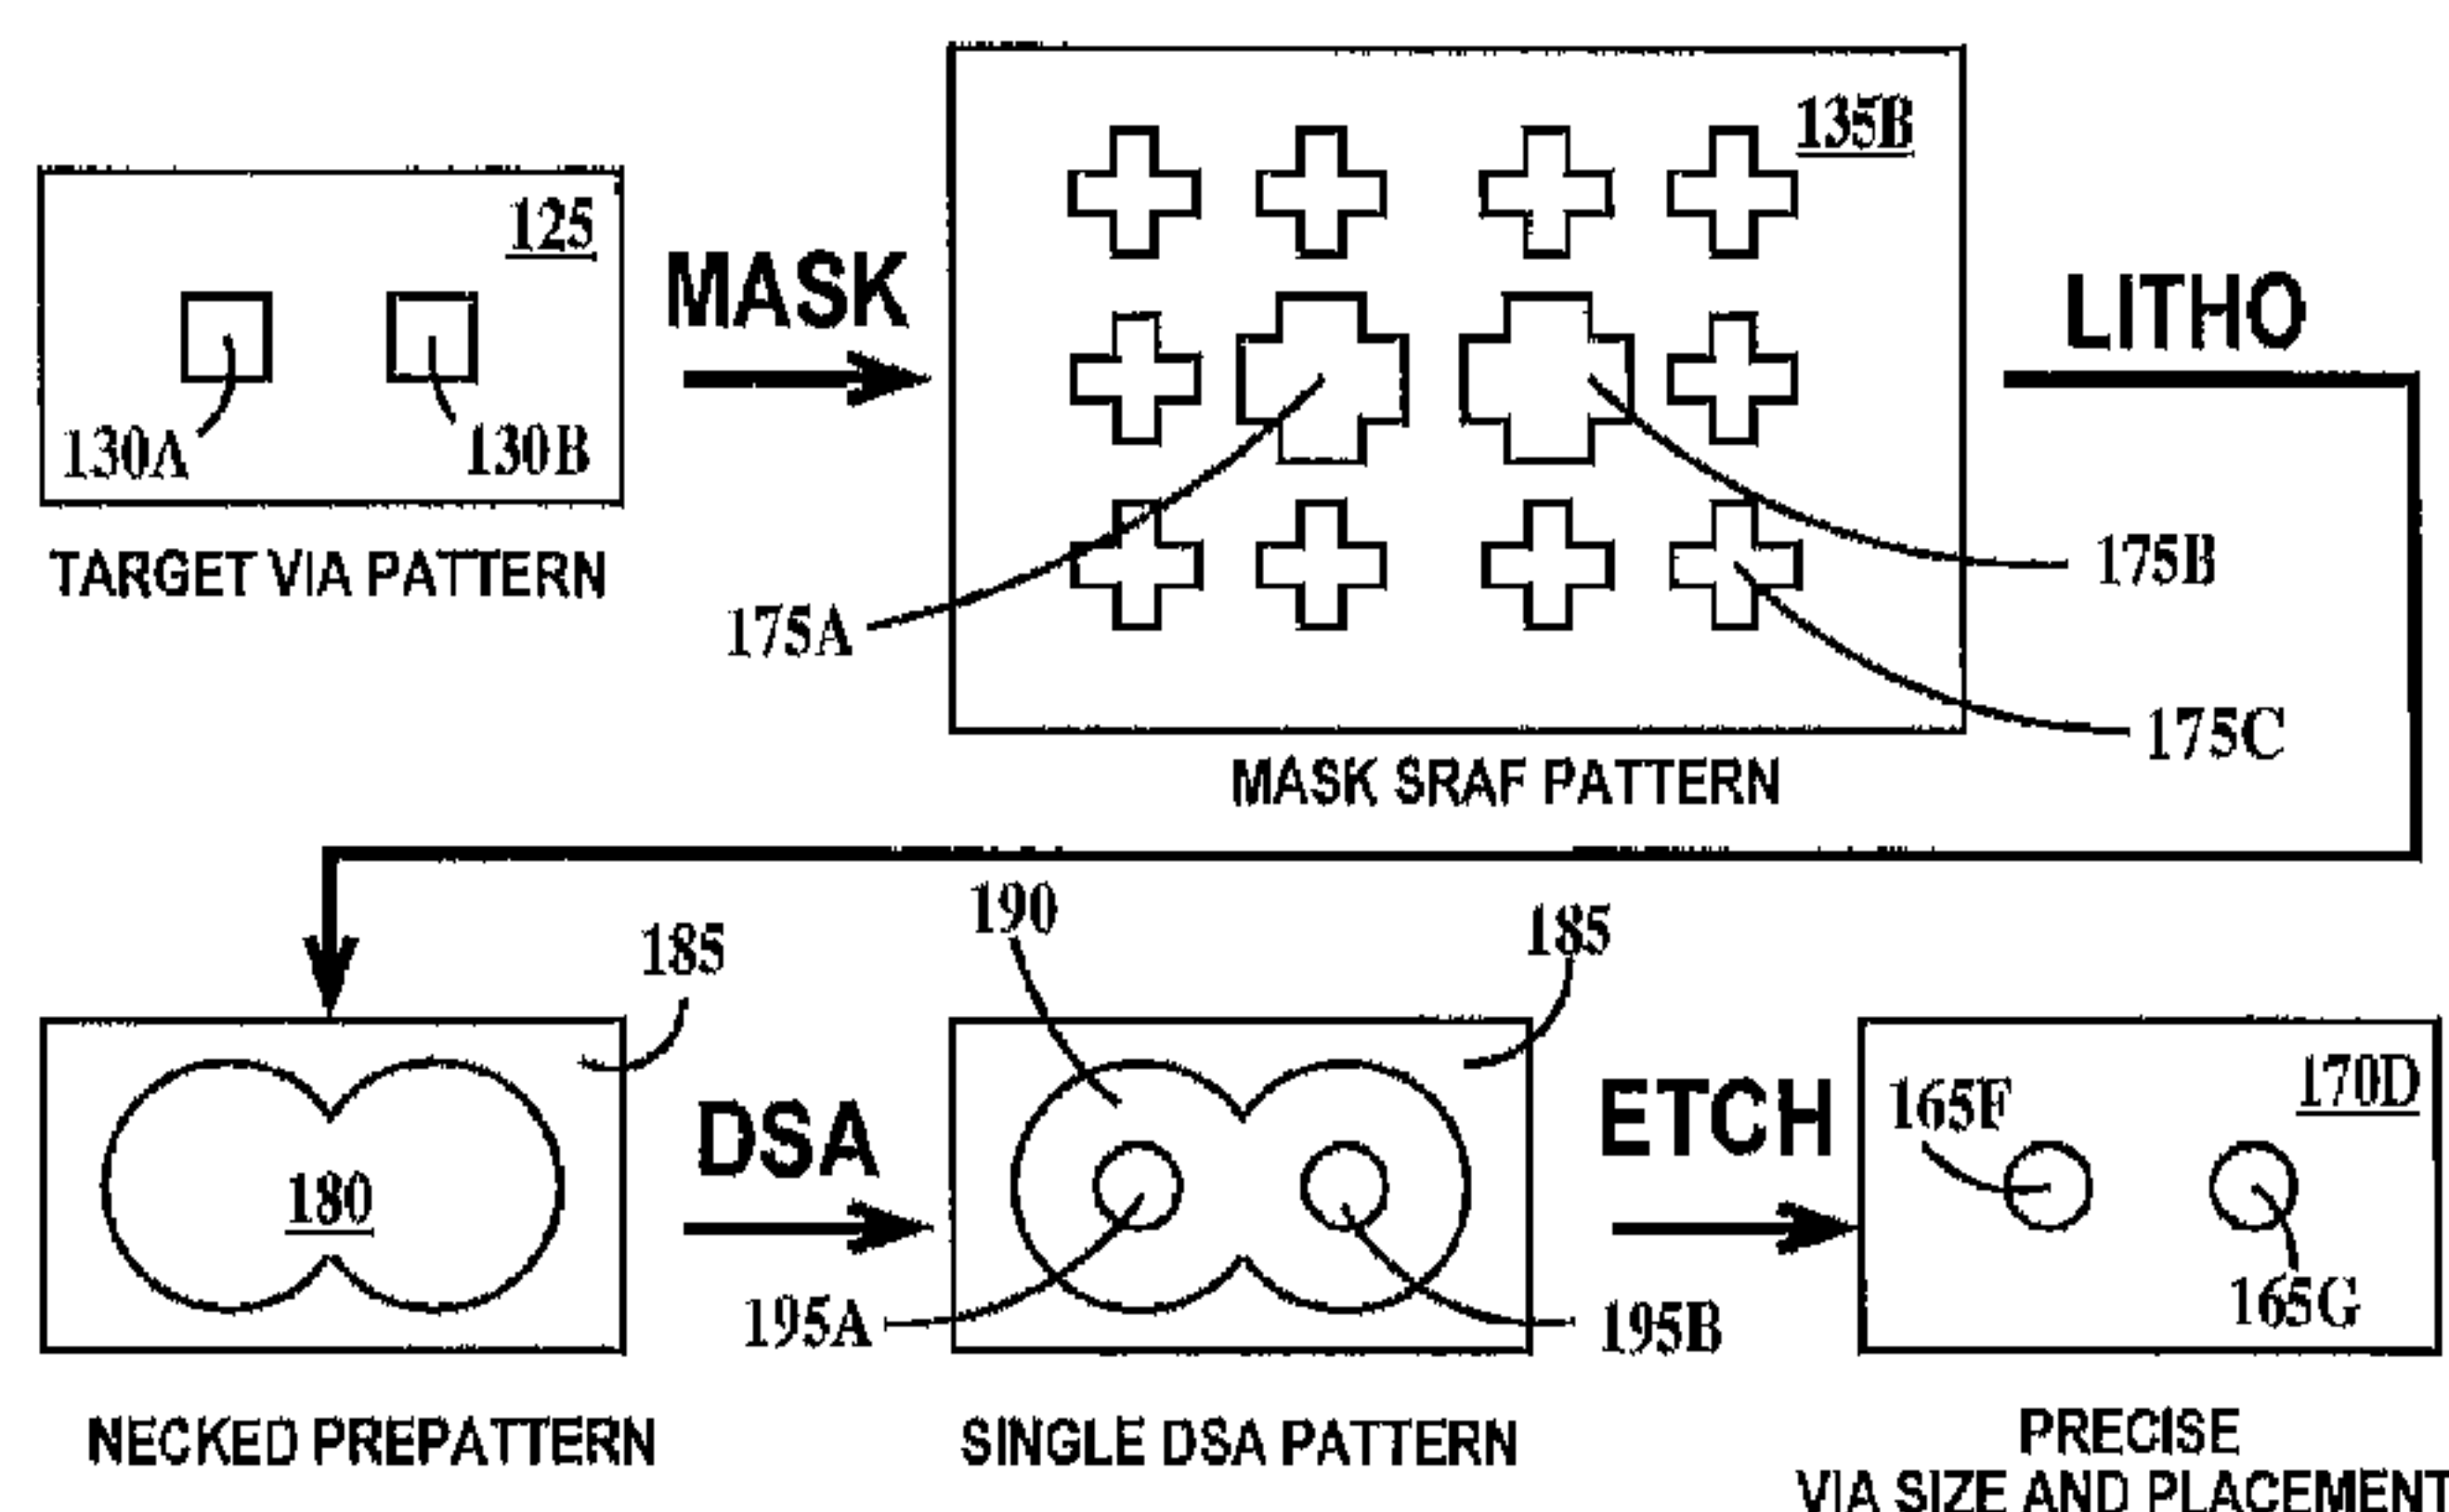 125
130A
130B
TARGET VIA PATTERN
MASK
135B
175A
175B
175C
MASK SRAF PATTERN
LITHO
185
180
NECKED PREPATTERN
DSA
190
185
195A
195B
SINGLE DSA PATTERN
ETCH
165F
170D
165G
PRECISE
VIA SIZE AND PLACEMENT